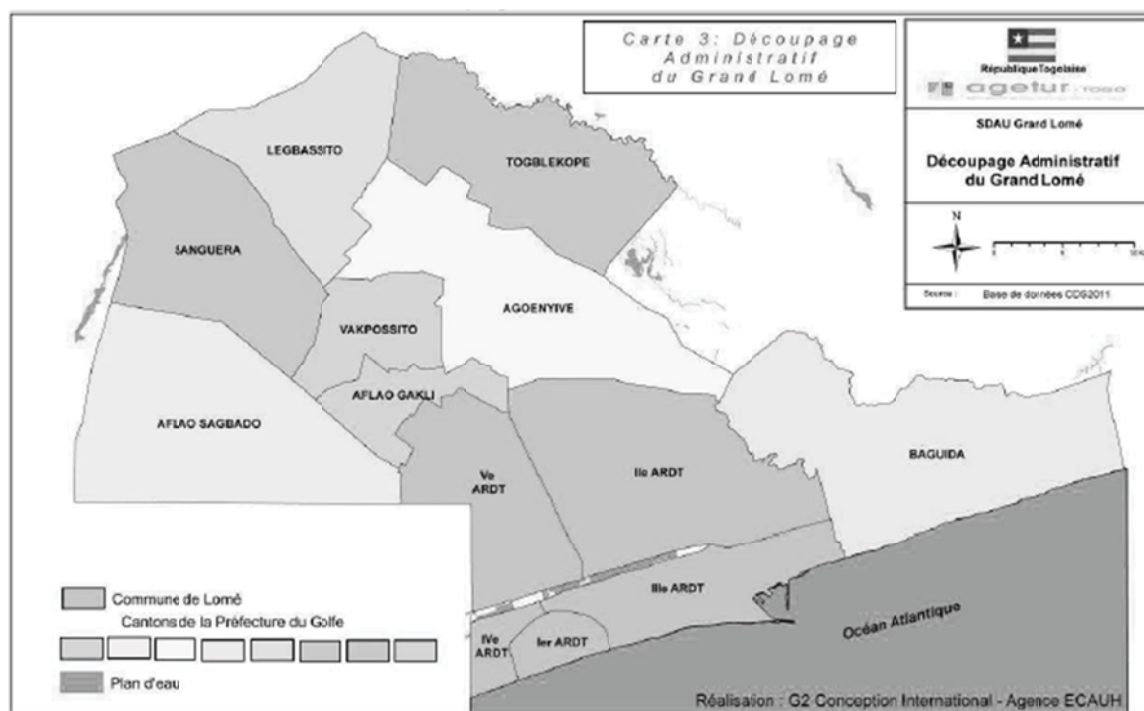 Carte 3: Découpage
Administratif
du Grand Lomé
RépubliqueTogolaise
agetur -TOGO
SDAU Grand Lomé
Découpage Administratif
du Grand Lomé
N
Source : Base de données CDS2011
LEGBASSITO
TOGBLEKOPE
SANGUERA
AGOENYIVE
VAKPOSSITO
AFLAO GAKLI
AFLAO SAGBADO
BAGUIDA
Ve
ARDT
IIe ARDT
IIIe ARDT
IVe
ARDT
Ier ARDT
Océan Atlantique
Commune de Lomé
Cantons de la Préfecture du Golfe
Plan d'eau
Réalisation : G2 Conception International - Agence ECAUH